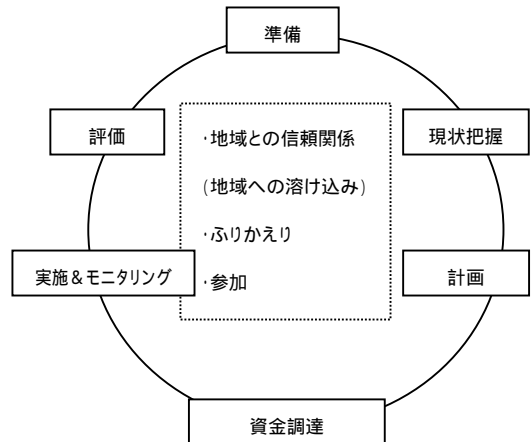 準備
評価
現状把握
・地域との信頼関係
(地域への溶け込み)
・ふりかえり
・参加
実施＆モニタリング
計画
資金調達